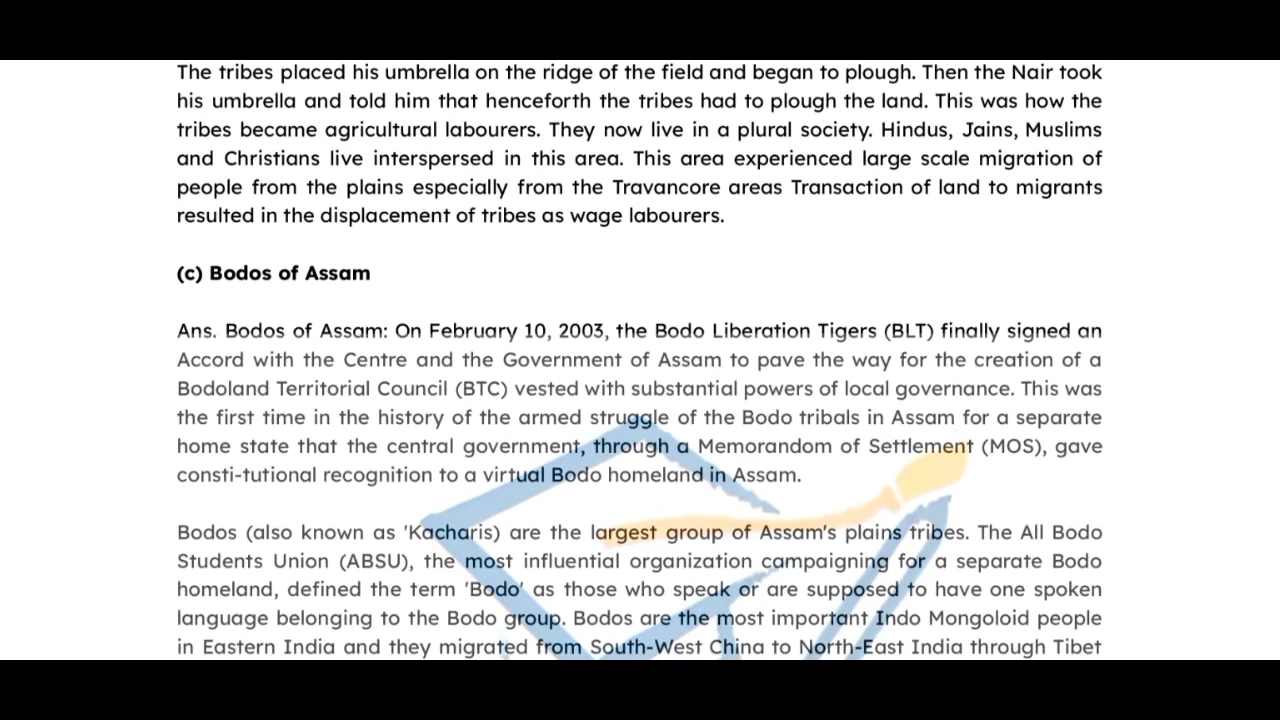 The tribes placed his umbrella on the ridge of the field and began to plough. Then the Nair took
his umbrella and told him that henceforth the tribes had to plough the land. This was how the
tribes became agricultural labourers. They now live in a plural society. Hindus, Jains, Muslims
and Christians live interspersed in this area. This area experienced large scale migration of
people from the plains especially from the Travancore areas Transaction of land to migrants
resulted in the displacement of tribes as wage labourers.
(c) Bodos of Assam
Ans. Bodos of Assam: On February 10, 2003, the Bodo Liberation Tigers (BLT) finally signed an
Accord with the Centre and the Government of Assam to pave the way for the creation of a
Bodoland Territorial Council (BTC) vested with substantial powers of local governance. This was
the first time in the history of the armed struggle of the Bodo tribals in Assam for a separate
home state that the central government, through a Memorandum of Settlement (MOS), gave
consti-tutional recognition to a virtual Bodo homeland in Assam.
Bodos (also known as 'Kacharis) are the largest group of Assam's plains tribes. The All Bodo
Students Union (ABSU), the most influential organization campaigning for a separate Bodo
homeland, defined the term 'Bodo' as those who speak or are supposed to have one spoken
language belonging to the Bodo group. Bodos are the most important Indo Mongoloid people
in Eastern India and they migrated from South-West China to North-East India through Tibet